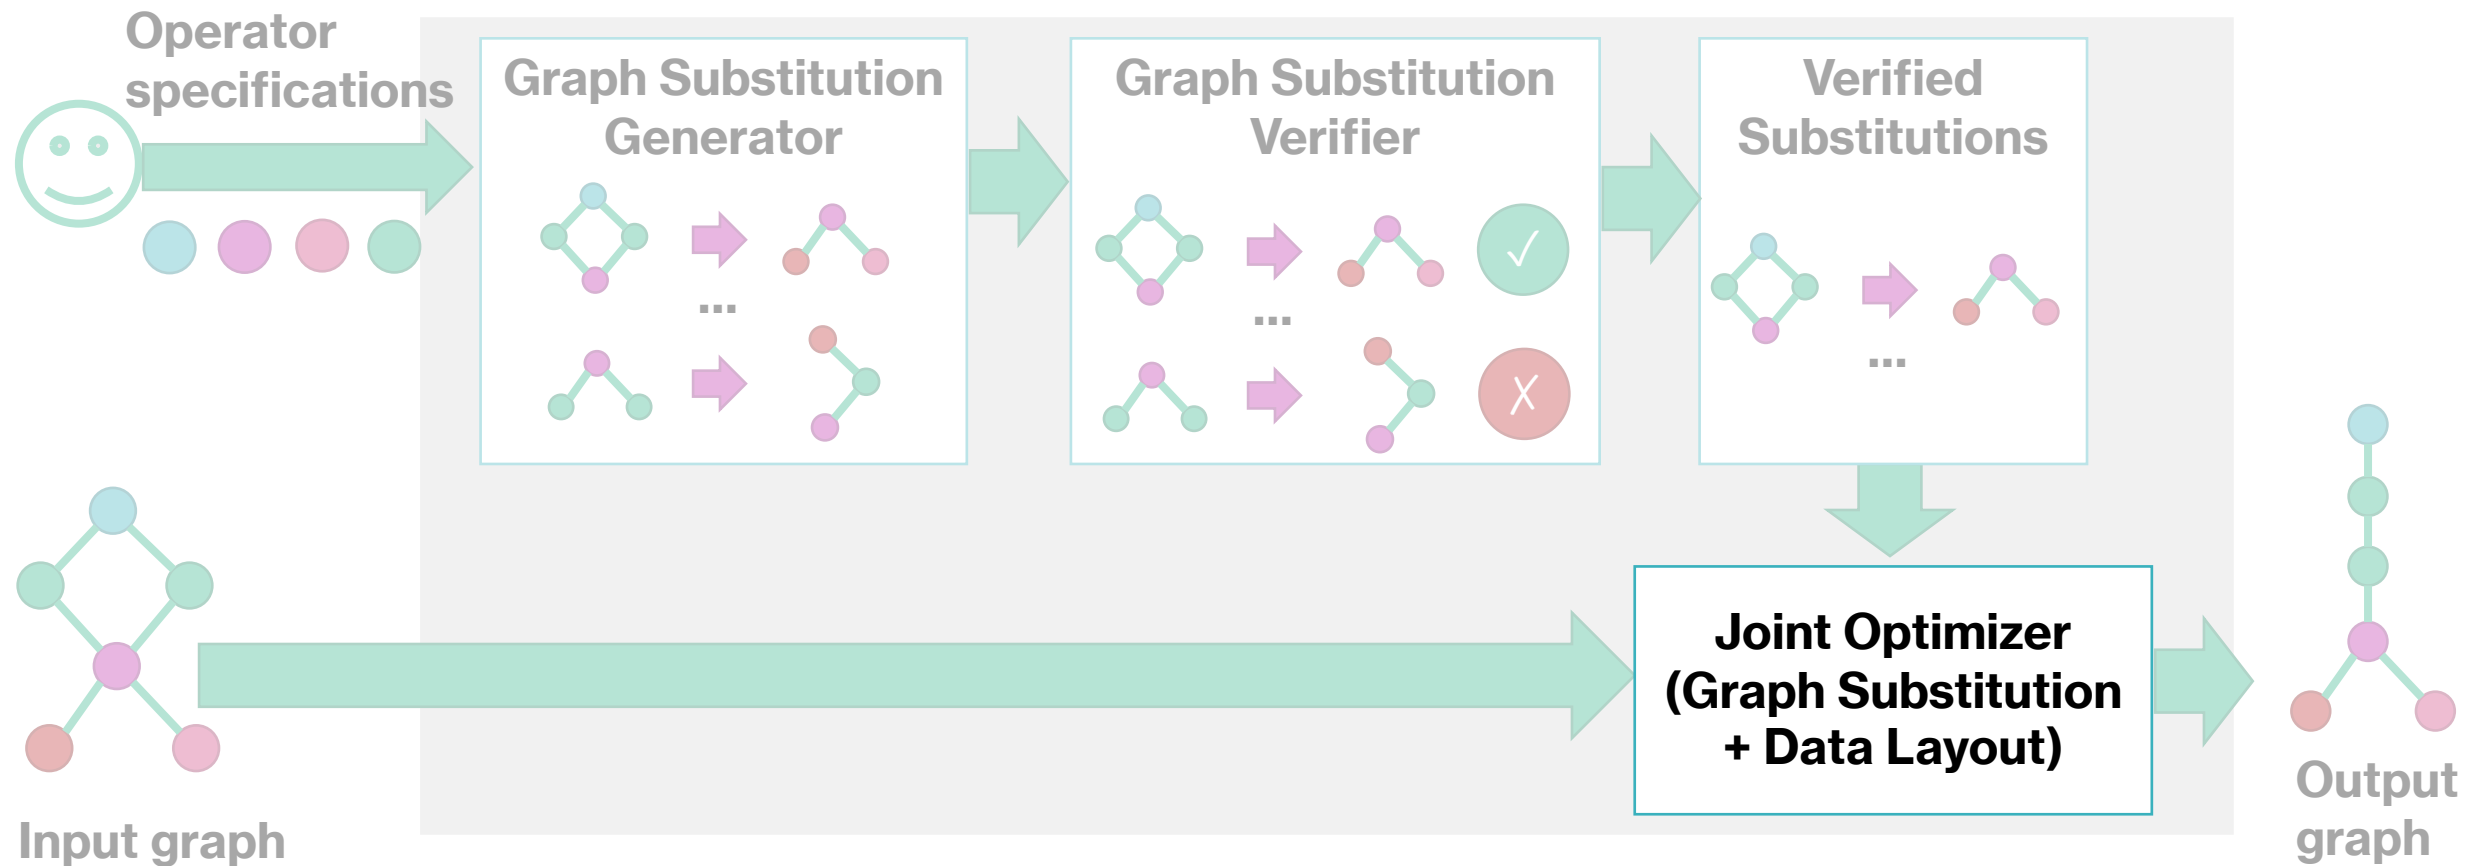 Operator
specifications
Graph Substitution
Generator
...
Graph Substitution
Verifier
✓
...
✗
Verified
Substitutions
...
Joint Optimizer
(Graph Substitution
+ Data Layout)
Input graph
Output
graph